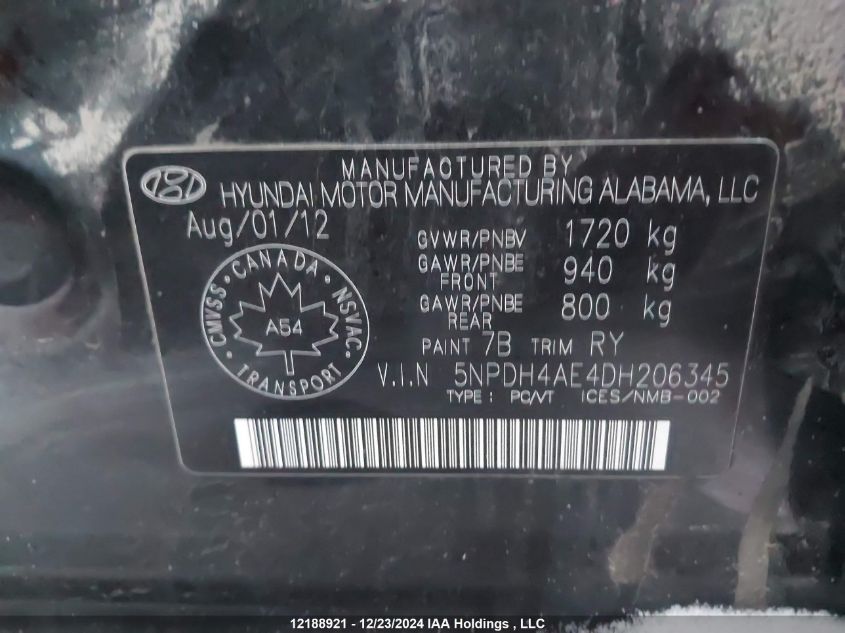 MANUFACTURED BY
HYUNDAI MOTOR MANUFACTURING ALABAMA, LLC
Aug/01/12
GVWR/PNBV 1720 kg
GAWR/PNBE FRONT 940 kg
GAWR/PNBE REAR 800 kg
CANADA
CMVSS NSVAC
A54
TRANSPORT
PAINT 7B TRIM RY
V.I.N 5NPDH4AE4DH206345
TYPE : PC/VT ICES/NMB-002
12188921 - 12/23/2024 IAA Holdings , LLC